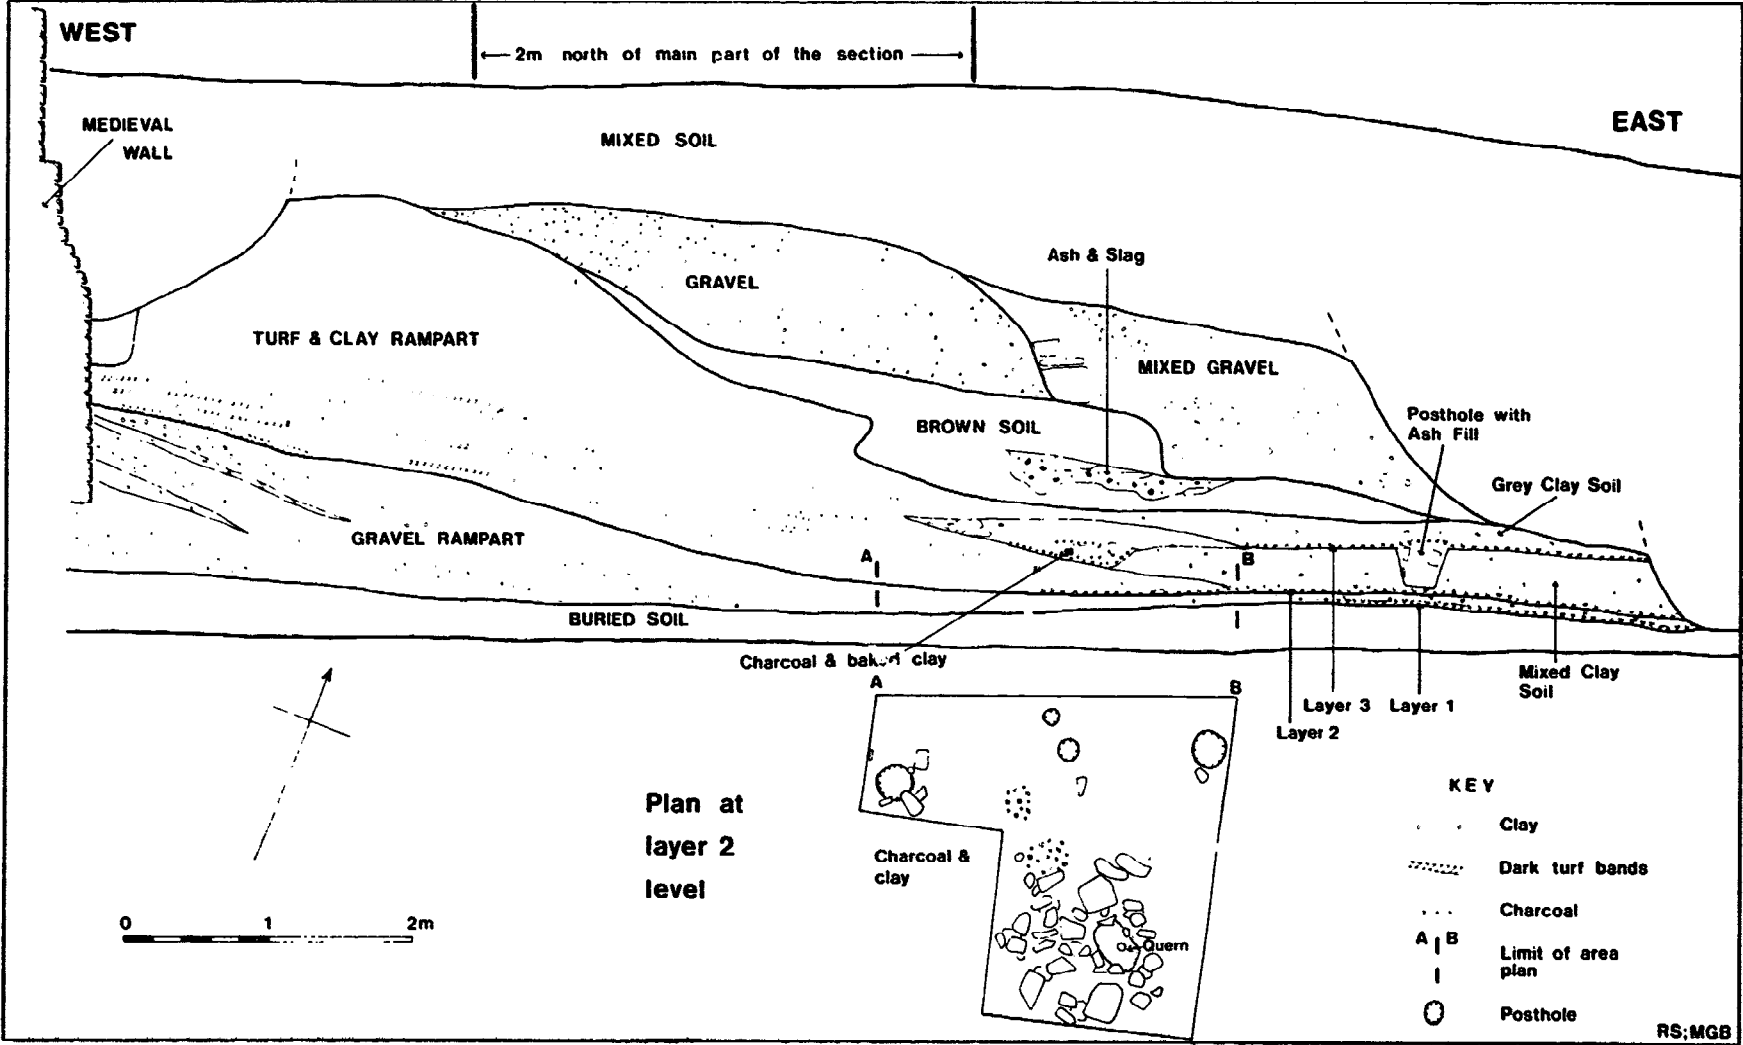 WEST
2m north of main part of the section
EAST
MEDIEVAL
WALL
MIXED SOIL
Ash & Slag
GRAVEL
TURF & CLAY RAMPART
MIXED GRAVEL
Posthole with
Ash Fill
BROWN SOIL
Grey Clay Soil
GRAVEL RAMPART
A
B
BURIED SOIL
Charcoal & baked clay
Mixed Clay
Soil
Layer 3
Layer 1
Layer 2
A
B
Plan at
layer 2
level
Charcoal &
clay
Quern
0 1 2m
KEY
Clay
Dark turf bands
Charcoal
A B
Limit of area
plan
Posthole
RS;MGB